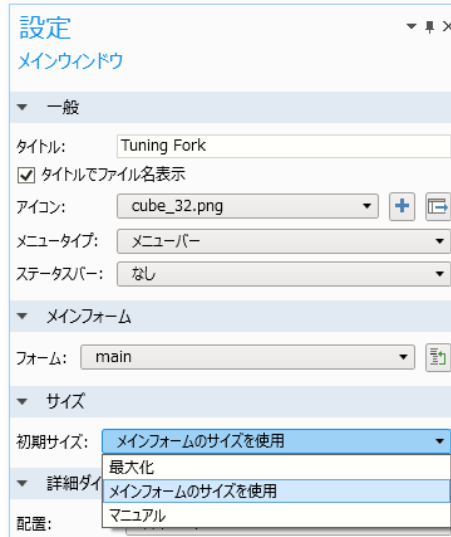 設定
メインウィンドウ
一般
タイトル: Tuning Fork
タイトルでファイル名表示
アイコン: cube_32.png
メニュータイプ: メニューバー
ステータスバー: なし
メインフォーム
フォーム: main
サイズ
初期サイズ: メインフォームのサイズを使用
最大化
詳細ダイ メインフォームのサイズを使用
マニュアル
配置: